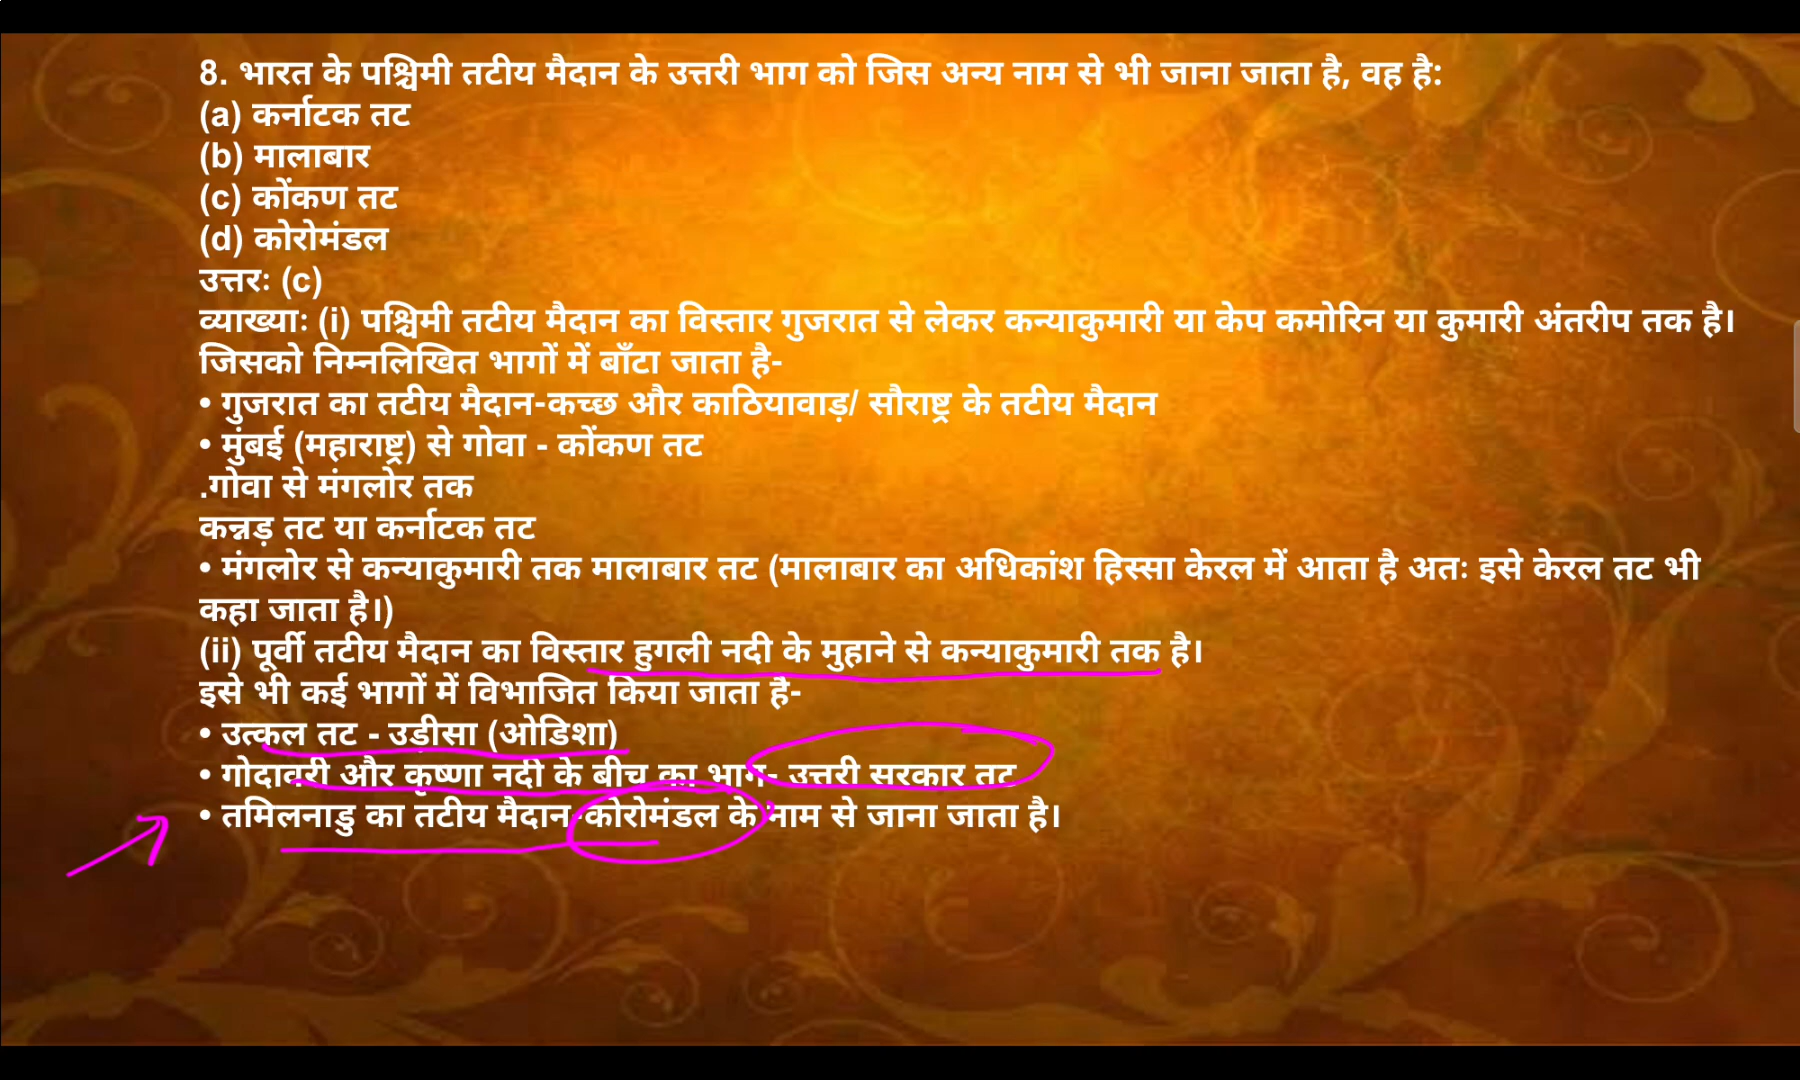 8. भारत के पश्चिमी तटीय मैदान के उत्तरी भाग को जिस अन्य नाम से भी जाना जाता है, वह है:
(a) कर्नाटक तट
(b) मालाबार
(c) कोंकण तट
(d) कोरोमंडल
उत्तरः (c)
व्याख्याः (i) पश्चिमी तटीय मैदान का विस्तार गुजरात से लेकर कन्याकुमारी या केप कमोरिन या कुमारी अंतरीप तक है।
जिसको निम्नलिखित भागों में बाँटा जाता है-
• गुजरात का तटीय मैदान-कच्छ और काठियावाड़/ सौराष्ट्र के तटीय मैदान
• मुंबई (महाराष्ट्र) से गोवा - कोंकण तट
.गोवा से मंगलोर तक
कन्नड़ तट या कर्नाटक तट
• मंगलोर से कन्याकुमारी तक मालाबार तट (मालाबार का अधिकांश हिस्सा केरल में आता है अतः इसे केरल तट भी
कहा जाता है।)
(ii) पूर्वी तटीय मैदान का विस्तार हुगली नदी के मुहाने से कन्याकुमारी तक है।
इसे भी कई भागों में विभाजित किया जाता है-
• उत्कल तट - उड़ीसा (ओडिशा)
• गोदावरी और कृष्णा नदी के बीच का भाग- उत्तरी सरकार तट
• तमिलनाडु का तटीय मैदान-कोरोमंडल के नाम से जाना जाता है।